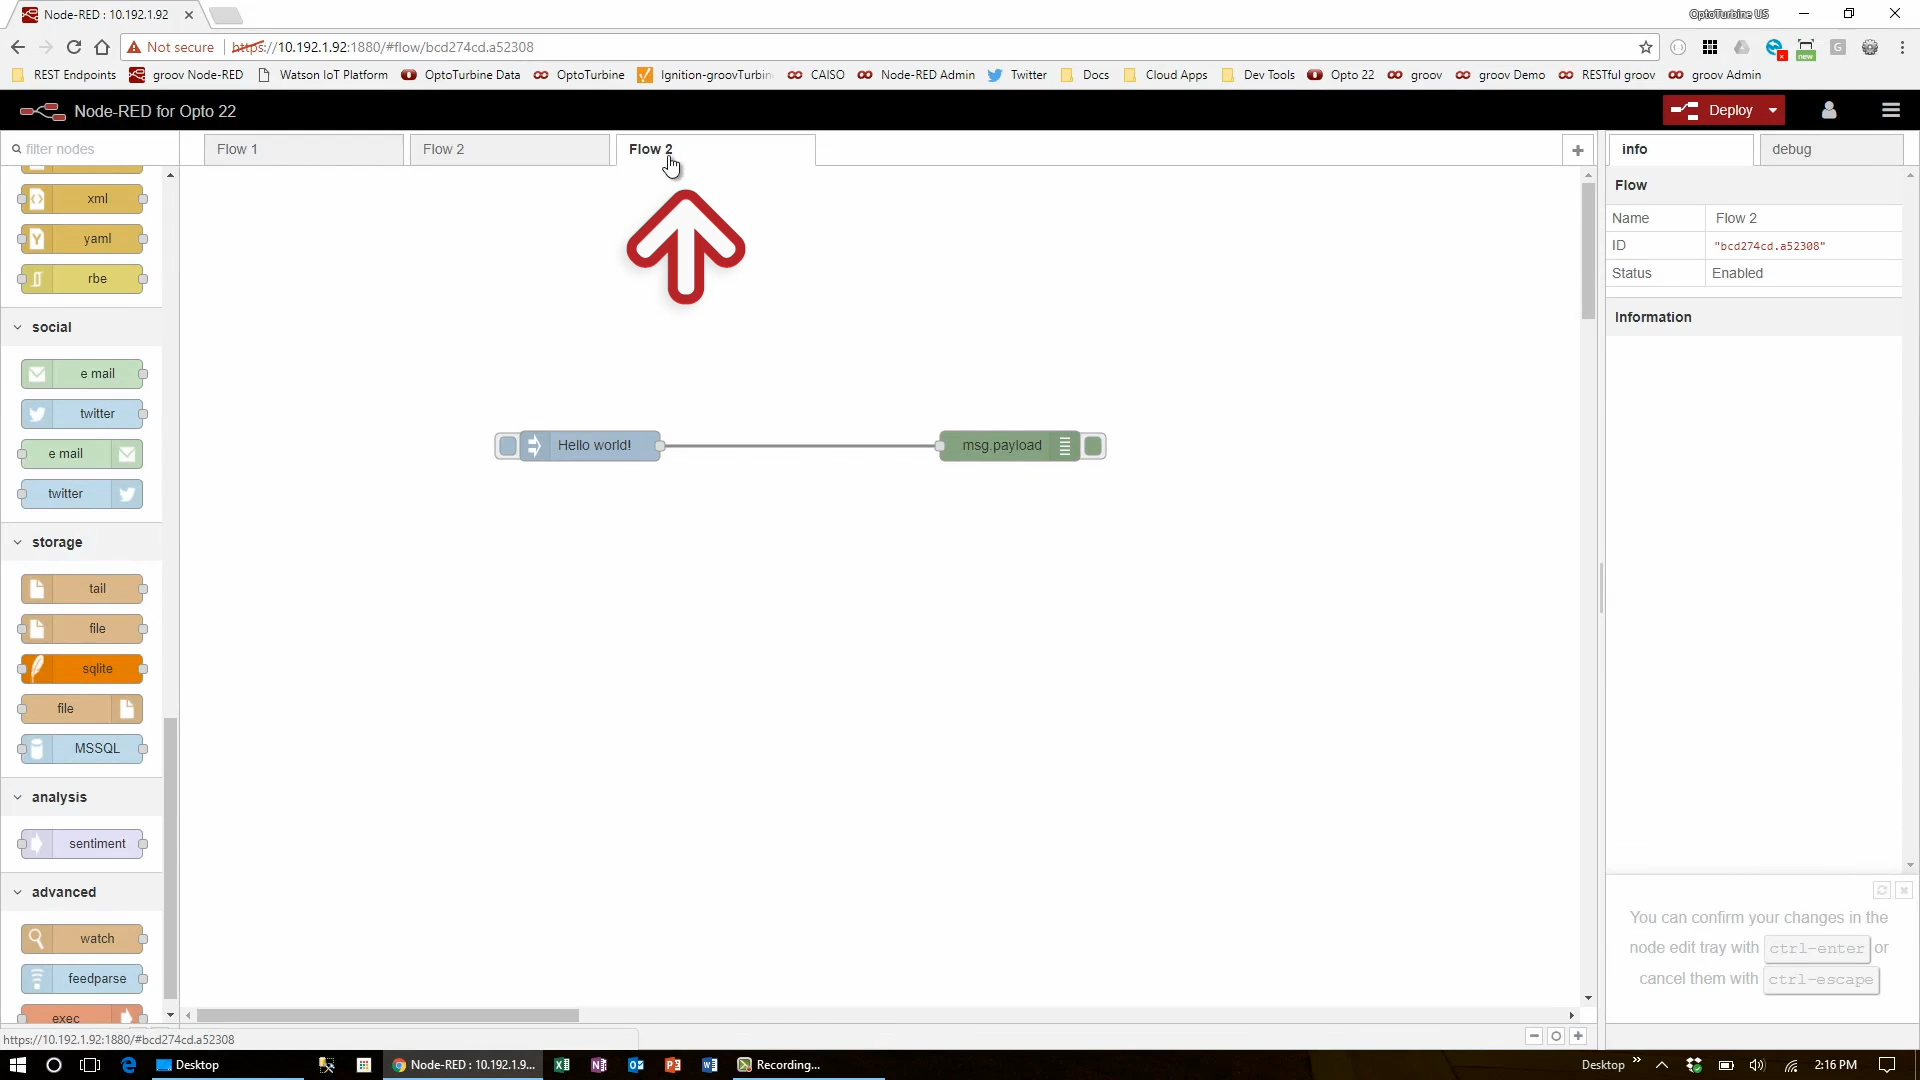 Node-RED : 10.192.1.92
OptoTurbine US
Not secure
https://10.192.1.92:1880/#flow/bcd274cd.a52308
G
new
REST Endpoints
groov Node-RED
Watson IoT Platform
OptoTurbine Data
OptoTurbine
Ignition-groovTurbin
CAISO
Node-RED Admin
Twitter
Docs
Cloud Apps
Dev Tools
Opto 22
groov
groov Demo
RESTful groov
groov Admin
Node-RED for Opto 22
Deploy
filter nodes
Flow 1
Flow 2
Flow 2
info
debug
xml
yaml
rbe
social
e mail
twitter
e mail
twitter
storage
tail
file
sqlite
file
MSSQL
analysis
sentiment
advanced
watch
feedparse
exec
Hello world!
msg.payload
Flow
Name
Flow 2
ID
"bcd274cd.a52308"
Status
Enabled
Information
You can confirm your changes in the
node edit tray with ctrl-enter or
cancel them with ctrl-escape
https://10.192.1.92:1880/#bcd274cd.a52308
Desktop
Node-RED : 10.192.1.9...
Recording...
Desktop
2:16 PM